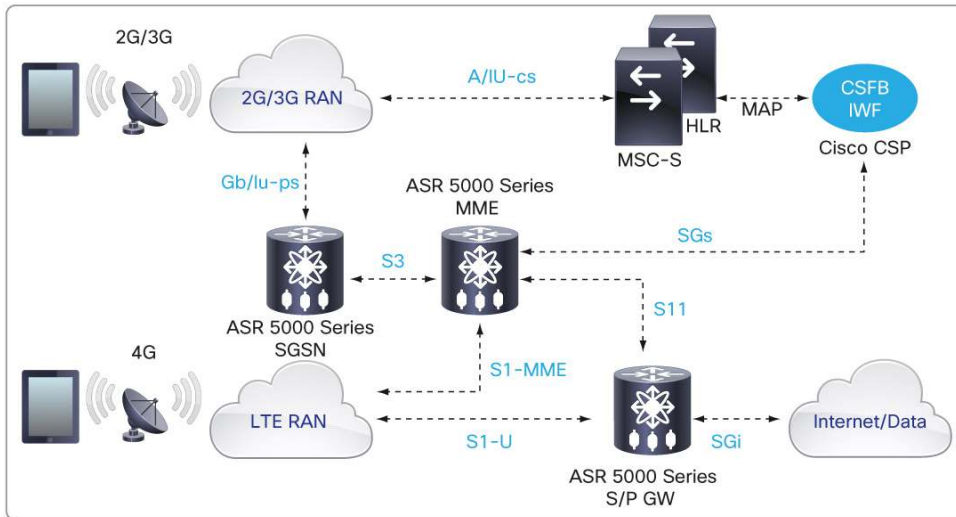 2G/3G
2G/3G RAN
A/IU-cs
HLR
MSC-S
MAP
CSFB
IWF
Cisco CSP
Gb/Iu-ps
ASR 5000 Series
MME
SGs
S3
ASR 5000 Series
SGSN
S11
4G
S1-MME
LTE RAN
S1-U
SGi
Internet/Data
ASR 5000 Series
S/P GW